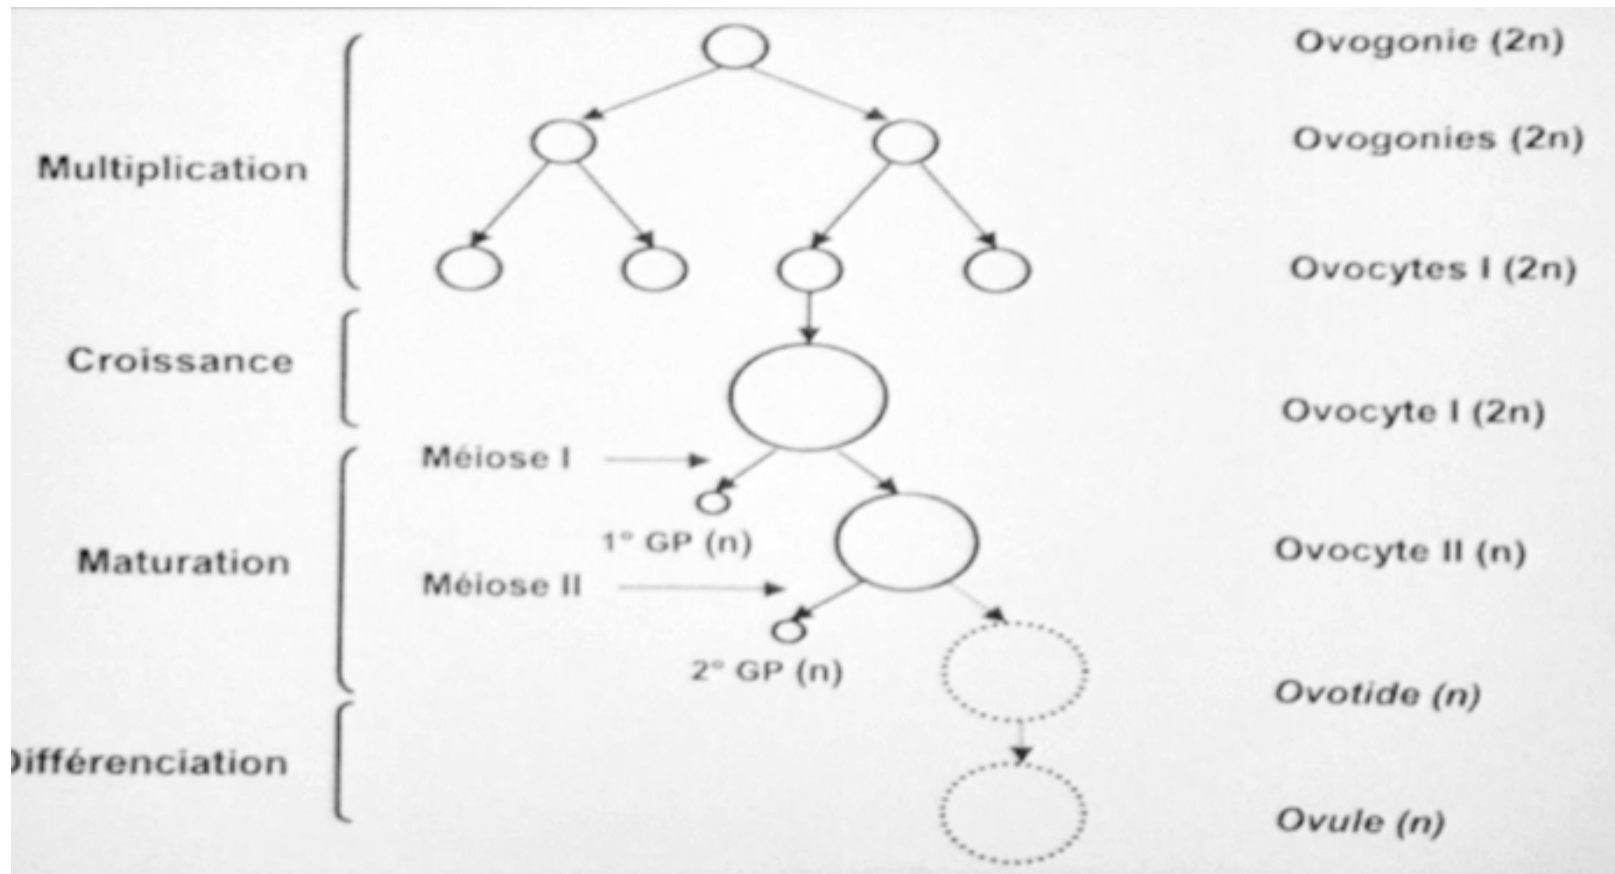 Ovogonie (2n)
Ovogonies (2n)
Multiplication
Ovocytes I (2n)
Croissance
Ovocyte I (2n)
Méiose I
1° GP (n)
Ovocyte II (n)
Maturation
Méiose II
2° GP (n)
Ovotide (n)
Différenciation
Ovule (n)